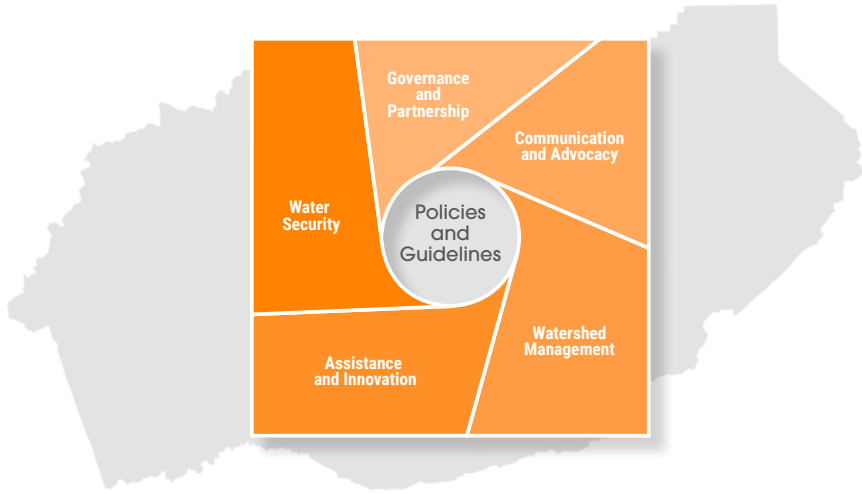 Governance
and
Partnership
Communication
and Advocacy
Water
Security
Policies
and
Guidelines
Watershed
Management
Assistance
and Innovation